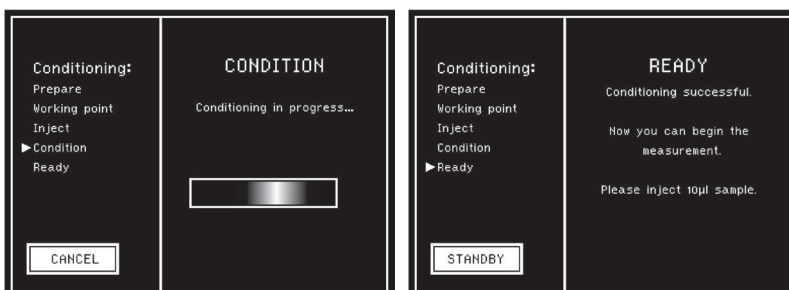 Conditioning:
Prepare
Working point
Inject
▶Condition
Ready
CANCEL
CONDITION
Conditioning in progress...
Conditioning:
Prepare
Working point
Inject
Condition
▶Ready
STANDBY
READY
Conditioning successful.
Now you can begin the
measurement.
Please inject 10µl sample.